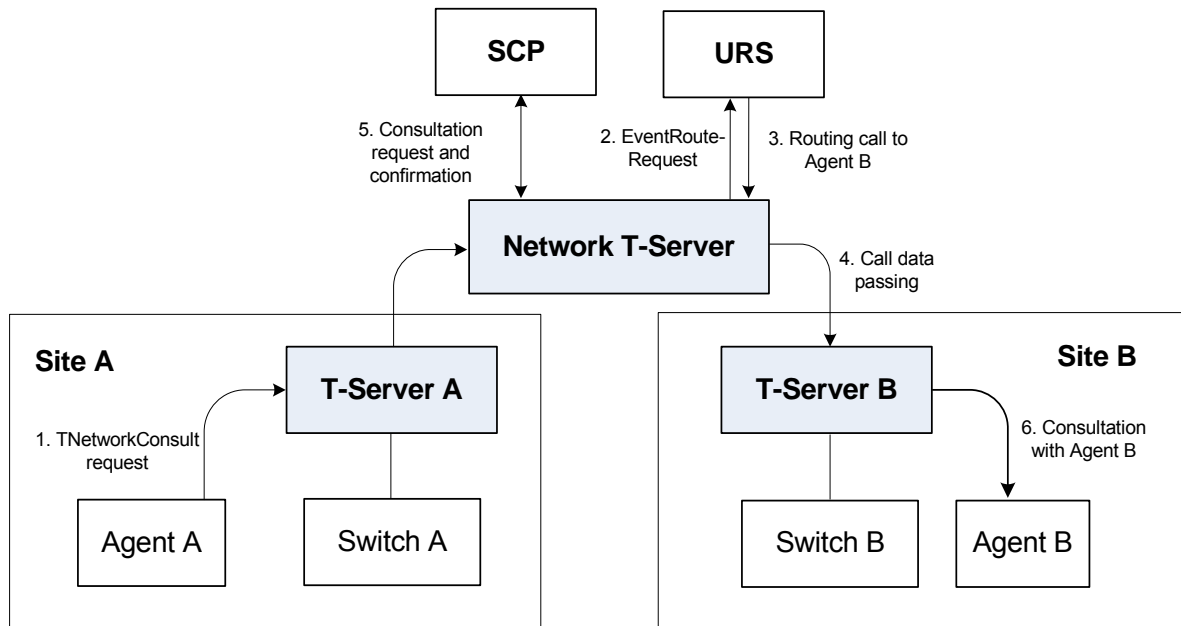 SCP
URS
5. Consultation
request and
confirmation
2. EventRoute-
Request
3. Routing call to
Agent B
Network T-Server
4. Call data
passing
Site A
T-Server A
1. TNetworkConsult
request
Agent A
Switch A
Site B
T-Server B
6. Consultation
with Agent B
Switch B
Agent B